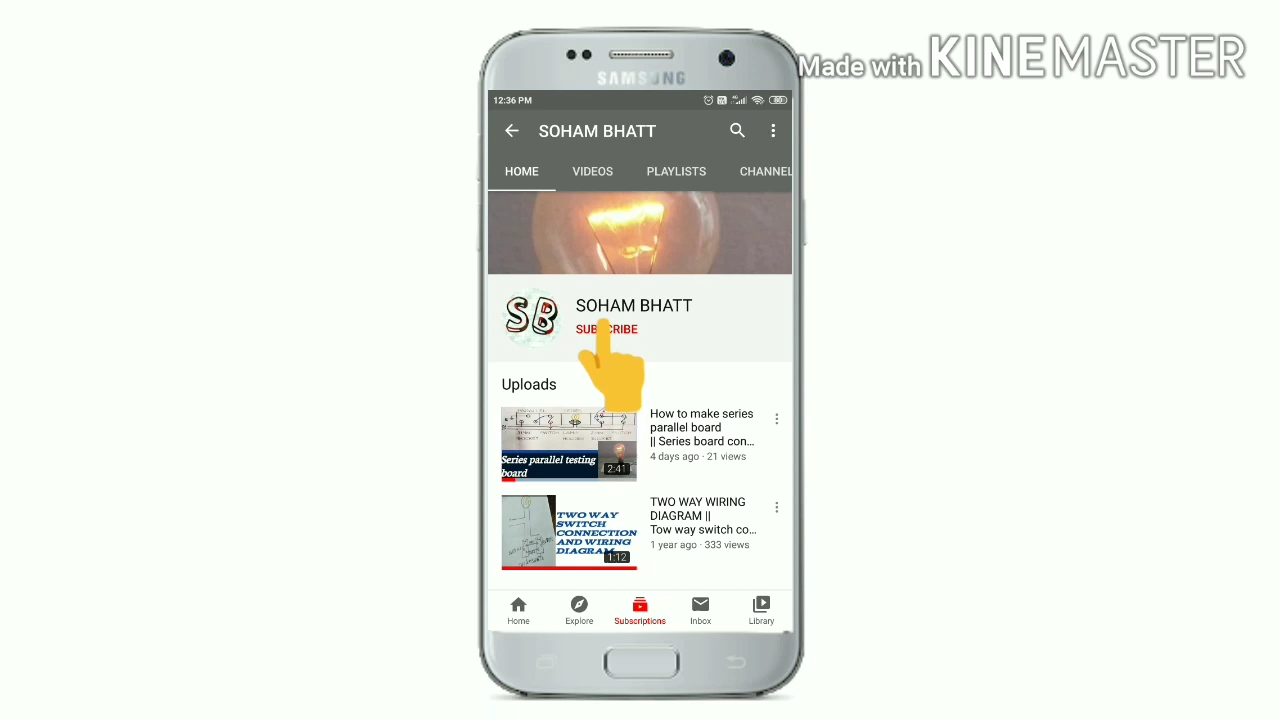 Made with KINEMASTER
SAMSUNG
12:36 PM
80
SOHAM BHATT
HOME VIDEOS PLAYLISTS CHANNEL
SB
SOHAM BHATT
SUBSCRIBE
Uploads
Series parallel testing
board
2:41
How to make series
parallel board
|| Series board con...
4 days ago · 21 views
TWO WAY
SWITCH
CONNECTION
AND WIRING
DIAGRAM
1:12
TWO WAY WIRING
DIAGRAM ||
Tow way switch co...
1 year ago · 333 views
Home Explore Subscriptions Inbox Library